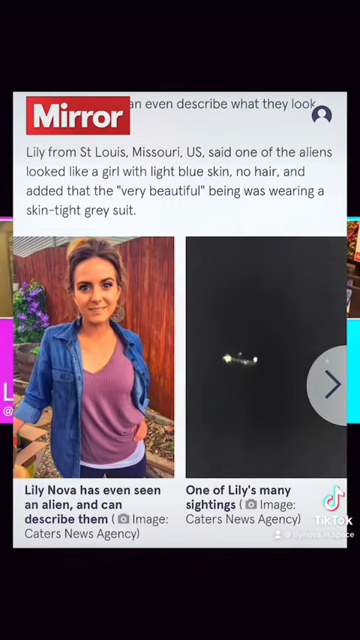 an even describe what they look
Mirror
Lily from St Louis, Missouri, US, said one of the aliens
looked like a girl with light blue skin, no hair, and
added that the "very beautiful" being was wearing a
skin-tight grey suit.
L
@
Lily Nova has even seen
an alien, and can
describe them ( Image:
Caters News Agency)
One of Lily's many
sightings ( Image:
Caters News Agency)
TikTok
@lilynova.in.space